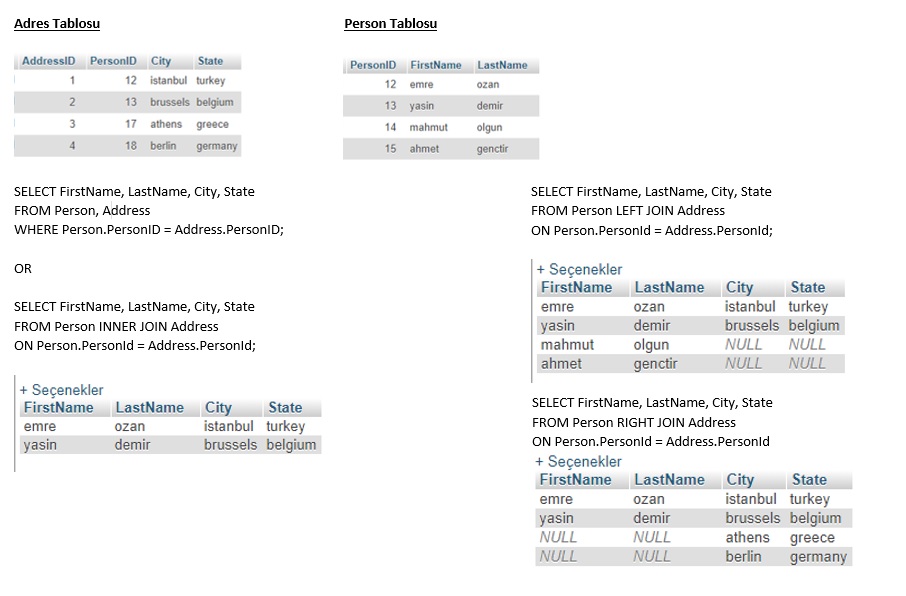 Adres Tablosu
AddressID PersonID City State
1 12 istanbul turkey
2 13 brussels belgium
3 17 athens greece
4 18 berlin germany
Person Tablosu
PersonID FirstName LastName
12 emre ozan
13 yasin demir
14 mahmut olgun
15 ahmet genctir
SELECT FirstName, LastName, City, State
FROM Person, Address
WHERE Person.PersonID = Address.PersonID;
OR
SELECT FirstName, LastName, City, State
FROM Person INNER JOIN Address
ON Person.PersonId = Address.PersonId;
+ Seçenekler
FirstName LastName City State
emre ozan istanbul turkey
yasin demir brussels belgium
SELECT FirstName, LastName, City, State
FROM Person LEFT JOIN Address
ON Person.PersonId = Address.PersonId;
+ Seçenekler
FirstName LastName City State
emre ozan istanbul turkey
yasin demir brussels belgium
mahmut olgun NULL NULL
ahmet genctir NULL NULL
SELECT FirstName, LastName, City, State
FROM Person RIGHT JOIN Address
ON Person.PersonId = Address.PersonId
+ Seçenekler
FirstName LastName City State
emre ozan istanbul turkey
yasin demir brussels belgium
NULL NULL athens greece
NULL NULL berlin germany